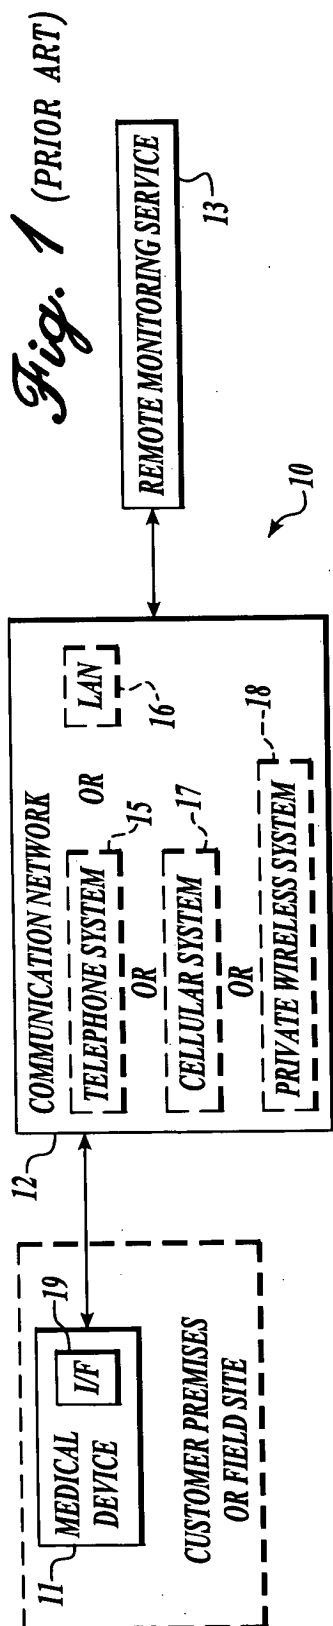 Fig. 1 (PRIOR ART)
11
MEDICAL
DEVICE
I/F
19
CUSTOMER PREMISES
OR FIELD SITE
12
COMMUNICATION NETWORK
TELEPHONE SYSTEM
15
OR
LAN
16
OR
CELLULAR SYSTEM
17
OR
PRIVATE WIRELESS SYSTEM
18
REMOTE MONITORING SERVICE
13
10